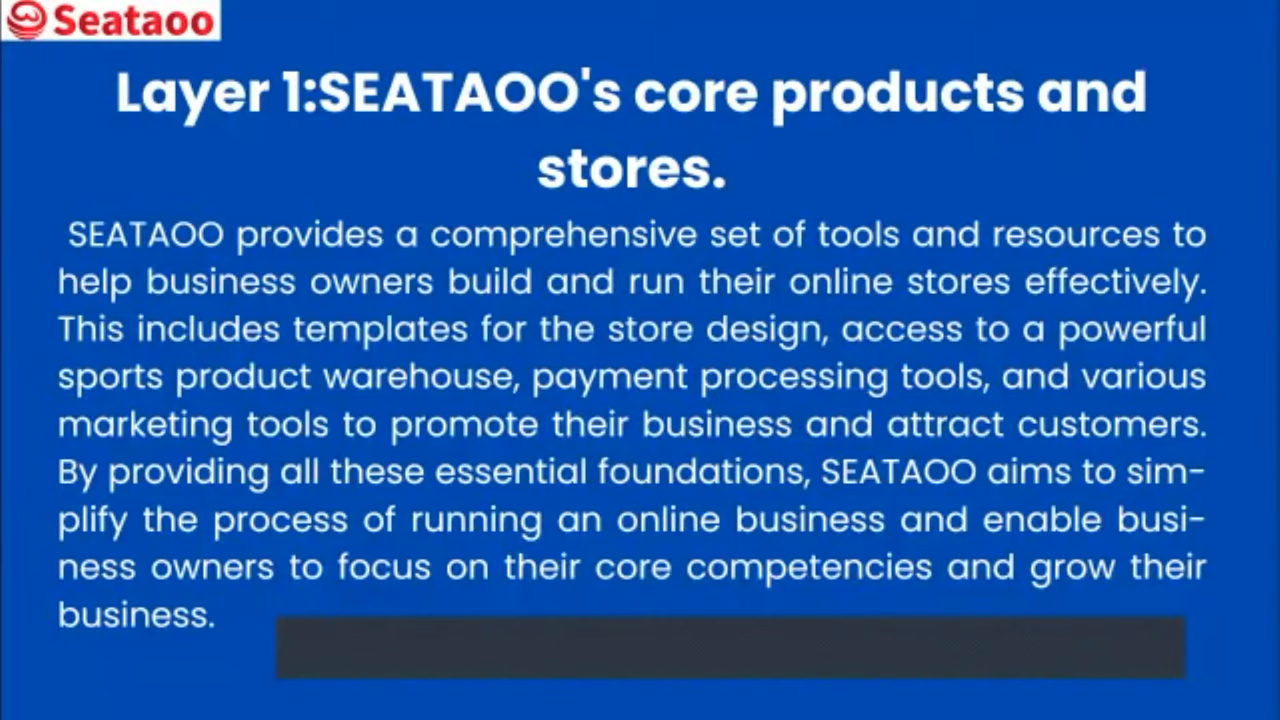 Seataoo
Layer 1:SEATAOO's core products and
stores.
SEATAOO provides a comprehensive set of tools and resources to
help business owners build and run their online stores effectively.
This includes templates for the store design, access to a powerful
sports product warehouse, payment processing tools, and various
marketing tools to promote their business and attract customers.
By providing all these essential foundations, SEATAOO aims to sim-
plify the process of running an online business and enable busi-
ness owners to focus on their core competencies and grow their
business.